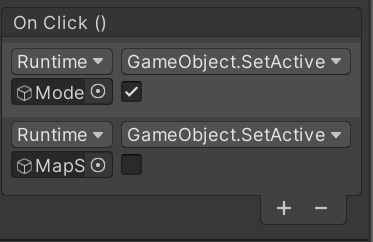 On Click ()
Runtime GameObject.SetActive
Mode
Runtime GameObject.SetActive
MapS
+ −